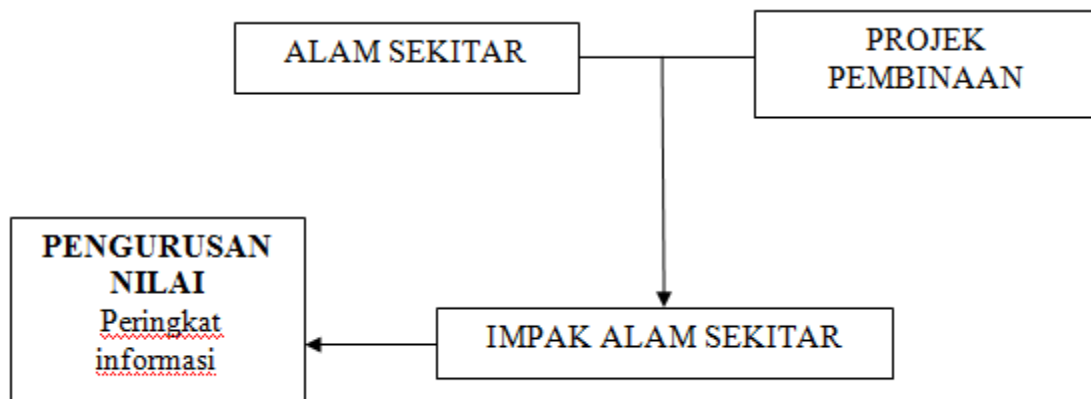 ALAM SEKITAR
PROJEK
PEMBINAAN
PENGURUSAN
NILAI
Peringkat
informasi
IMPAK ALAM SEKITAR